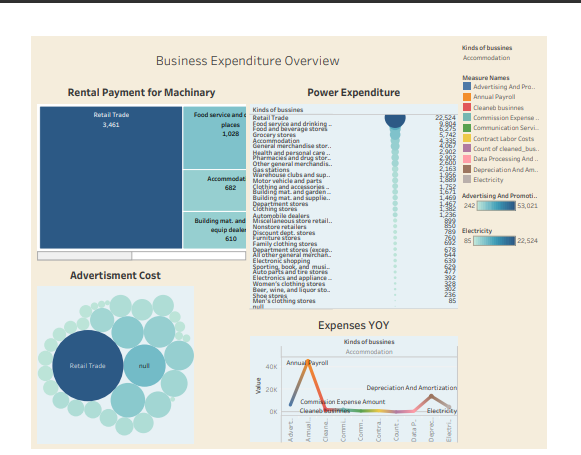 Business Expenditure Overview
Rental Payment for Machinary
Retail Trade
3,461
Food service and d
places
1,028
Accommodat
682
Building mat. and
equip dealer
610
Advertisment Cost
Retail Trade
null
Power Expenditure
Kinds of bussines
Retail Trade 22,524
Food service and drinking .. 9,804
Food and beverage stores 6,275
Grocery stores 5,742
Accommodation 4,335
General merchandise stor.. 4,067
Health and personal care .. 2,902
Pharmacies and drug stor.. 2,902
Other general merchandis.. 2,600
Gas stations 2,163
Warehouse clubs and sup.. 1,956
Motor vehicle and parts 1,889
Clothing and accessories .. 1,752
Building mat. and garden .. 1,671
Building mat. and supplie.. 1,469
Department stores 1,467
Clothing stores 1,382
Automobile dealers 1,236
Miscellaneous store retail.. 899
Nonstore retailers 850
Discount dept. stores 789
Furniture stores 760
Family clothing stores 692
Department stores (excep.. 678
All other general merchan.. 644
Electronic shopping 639
Sporting, book, and musi.. 529
Auto parts and tire stores 477
Electronics and appliance .. 392
Women's clothing stores 328
Beer, wine, and liquor sto.. 302
Shoe stores 236
Men's clothing stores 85
null
Expenses YOY
Kinds of bussines
Accommodation
Value
40K
20K
0K
Annual Payroll
Depreciation And Amortization
Commission Expense Amount
Cleaneb businnes
Electricity
Advert..
Annual..
Cleane..
Commi..
Comm..
Contra..
Count ..
Data P..
Deprec..
Electri..
Kinds of bussines
Accommodation
Measure Names
Advertising And Pro..
Annual Payroll
Cleaneb businnes
Commission Expense ..
Communication Servi..
Contract Labor Costs
Count of cleaned_bus..
Data Processing And ..
Depreciation And Am..
Electricity
Advertising And Promoti..
242 53,021
Electricity
85 22,524